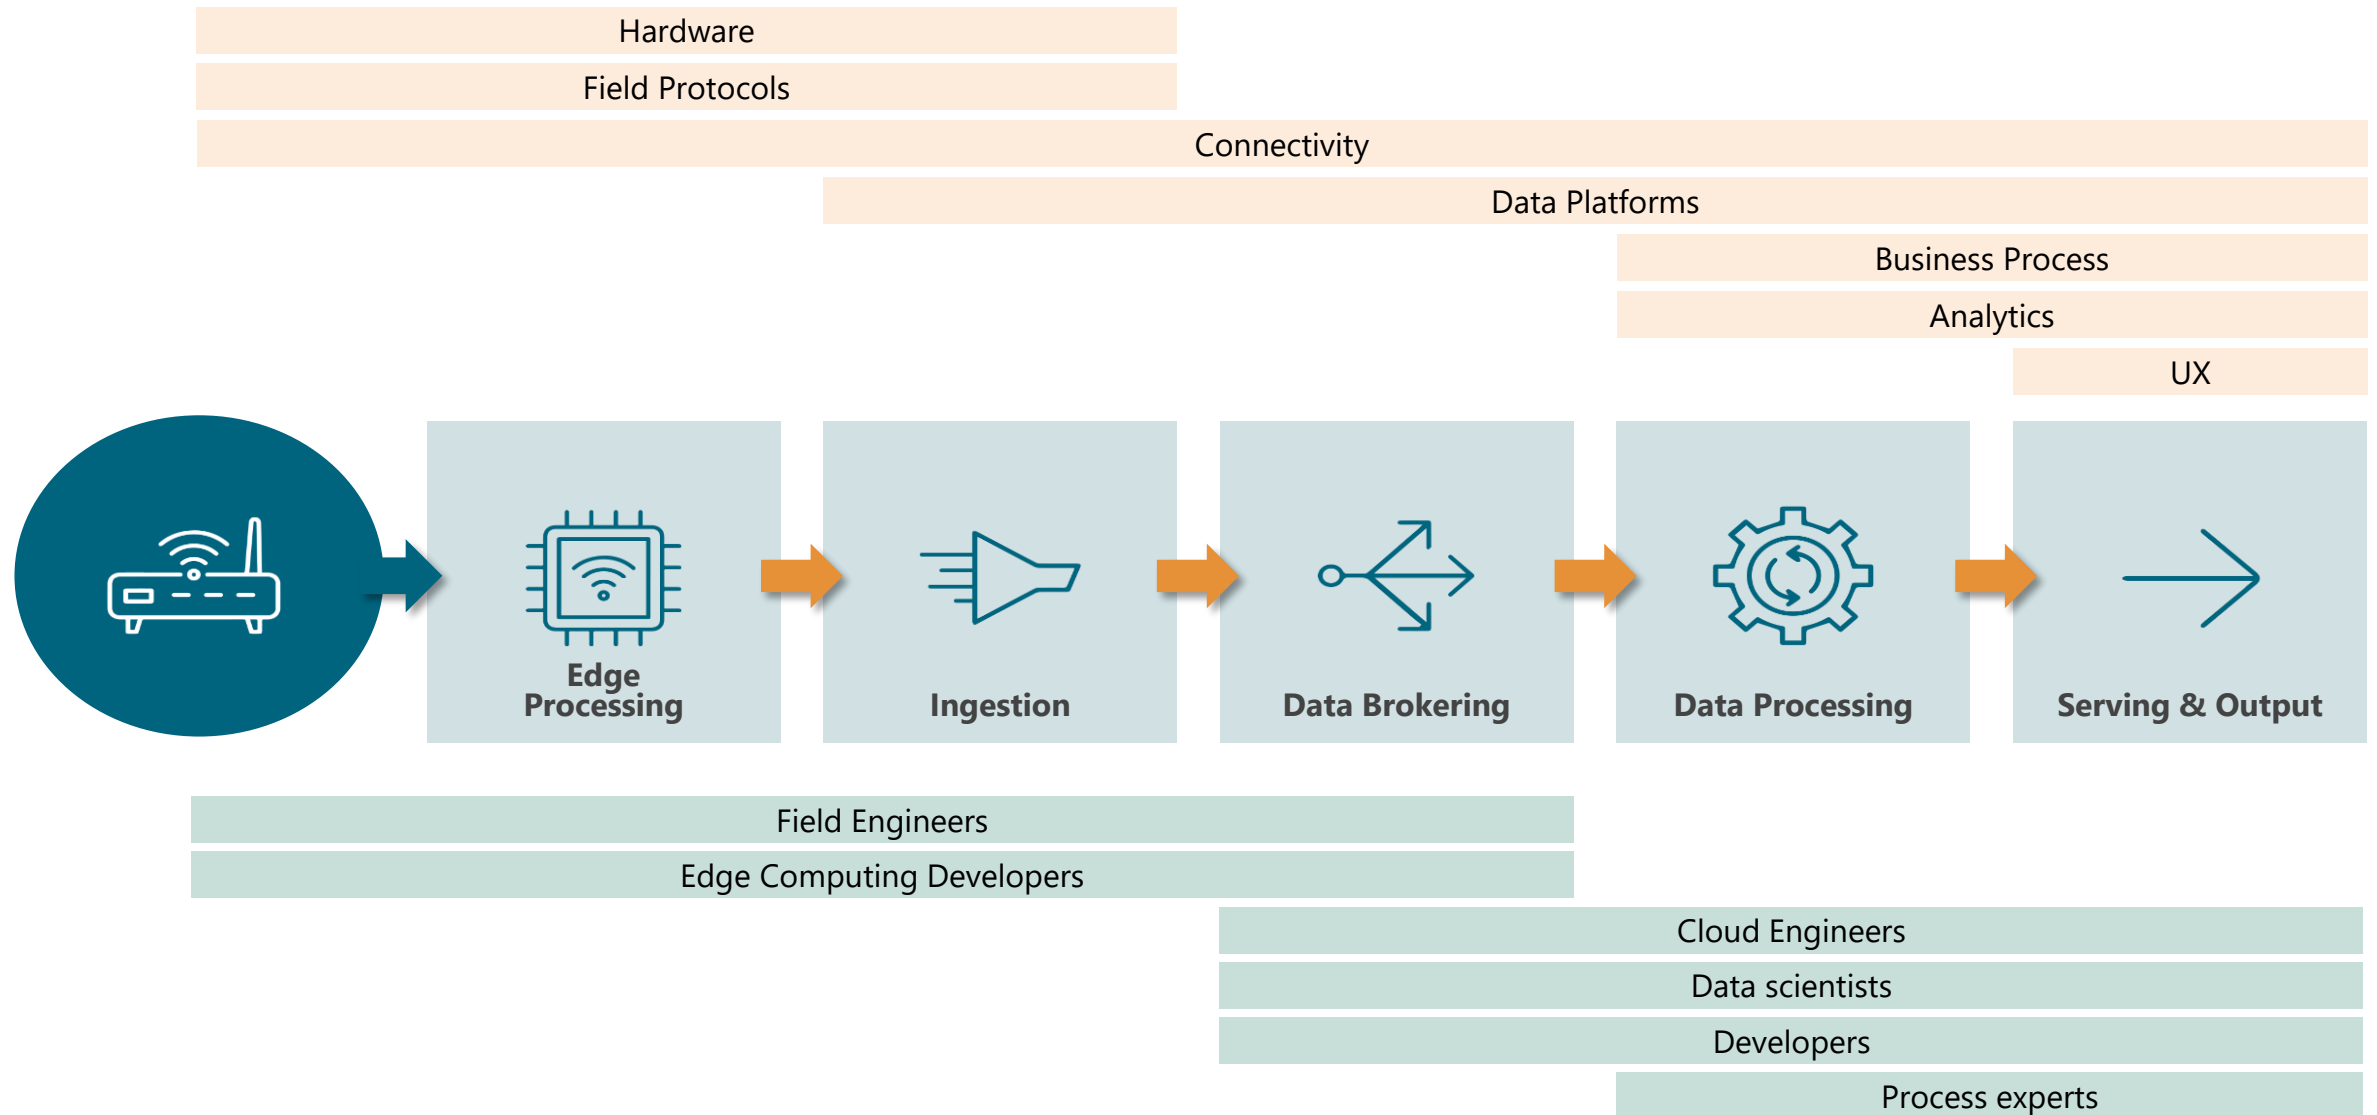 Hardware
Field Protocols
Connectivity
Data Platforms
Business Process
Analytics
UX
Edge
Processing
Ingestion
Data Brokering
Data Processing
Serving & Output
Field Engineers
Edge Computing Developers
Cloud Engineers
Data scientists
Developers
Process experts